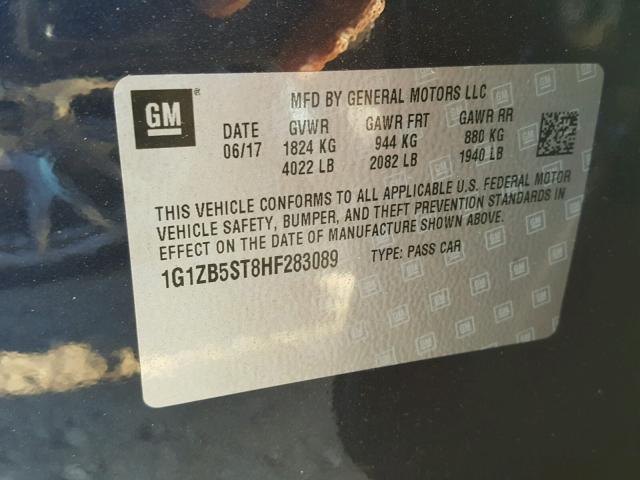 GM®
MFD BY GENERAL MOTORS LLC
DATE GVWR GAWR FRT GAWR RR
06/17 1824 KG 944 KG 880 KG
4022 LB 2082 LB 1940 LB
THIS VEHICLE CONFORMS TO ALL APPLICABLE U.S. FEDERAL MOTOR
VEHICLE SAFETY, BUMPER, AND THEFT PREVENTION STANDARDS IN
EFFECT ON THE DATE OF MANUFACTURE SHOWN ABOVE.
1G1ZB5ST8HF283089 TYPE: PASS CAR